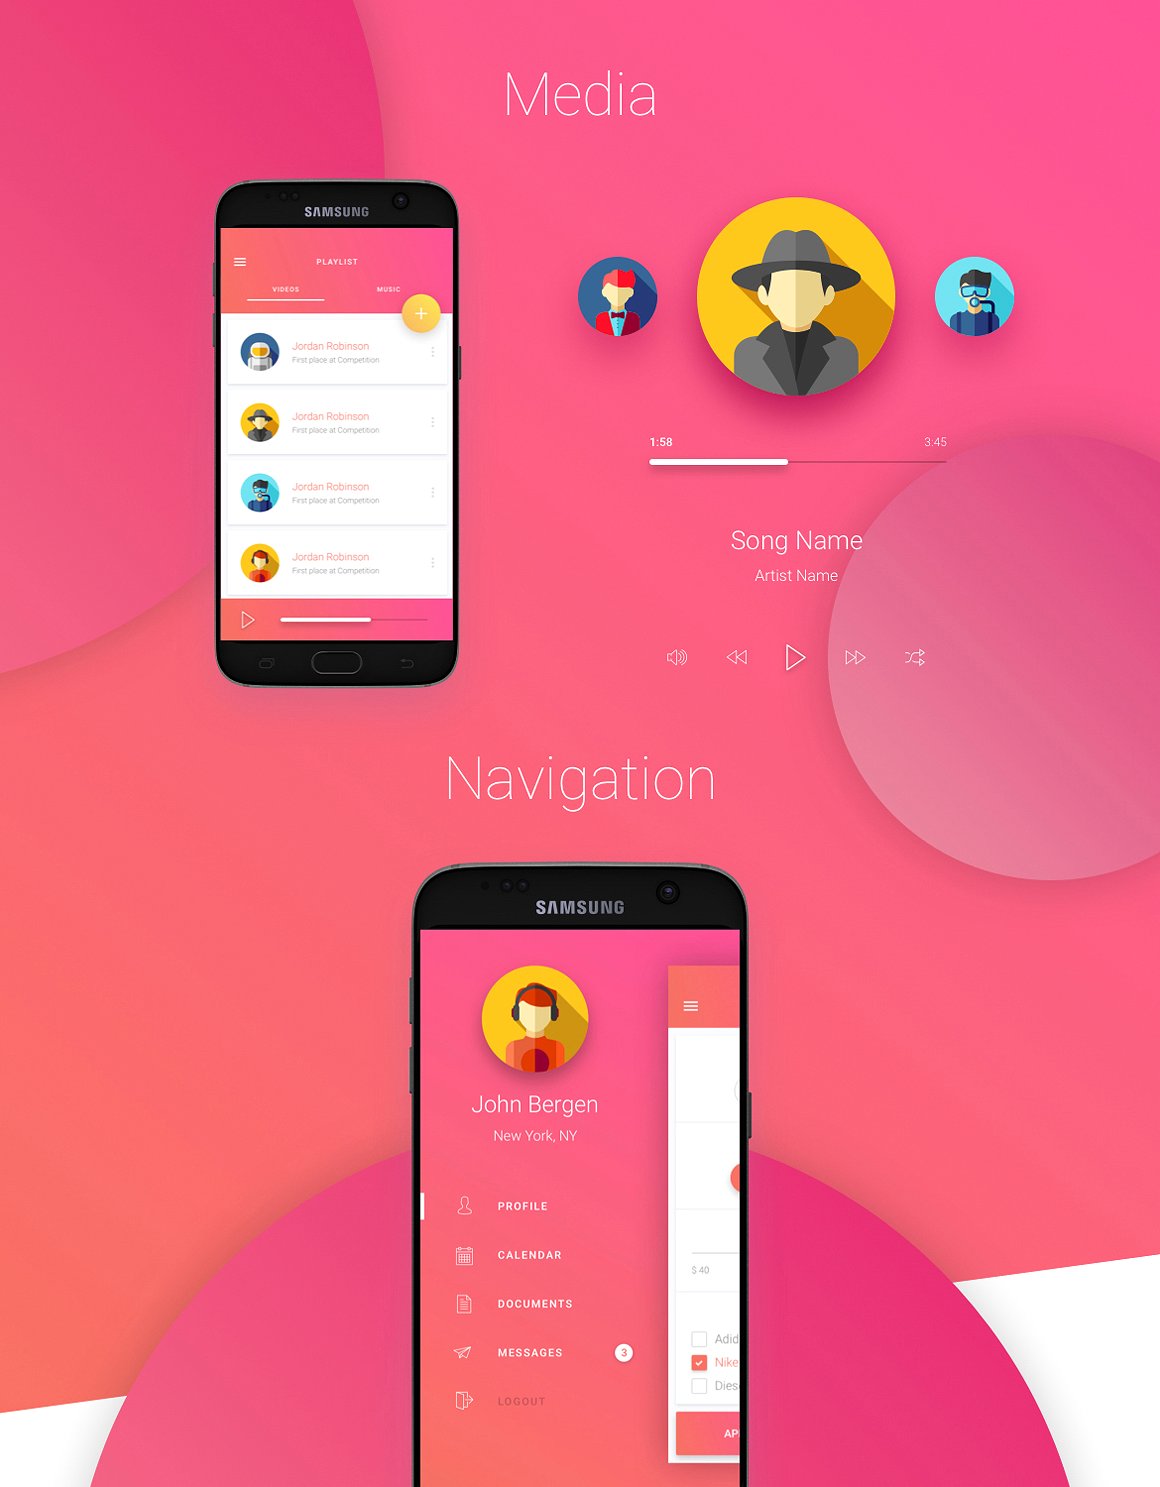 Media
SAMSUNG
PLAYLIST
VIDEOS MUSIC
+
Jordan Robinson
First place at Competition
Jordan Robinson
First place at Competition
Jordan Robinson
First place at Competition
Jordan Robinson
First place at Competition
1:58 3:45
Song Name
Artist Name
Navigation
SAMSUNG
John Bergen
New York, NY
PROFILE
CALENDAR
DOCUMENTS
MESSAGES 3
LOGOUT
$ 40
Adid
Nike
Dies
AP